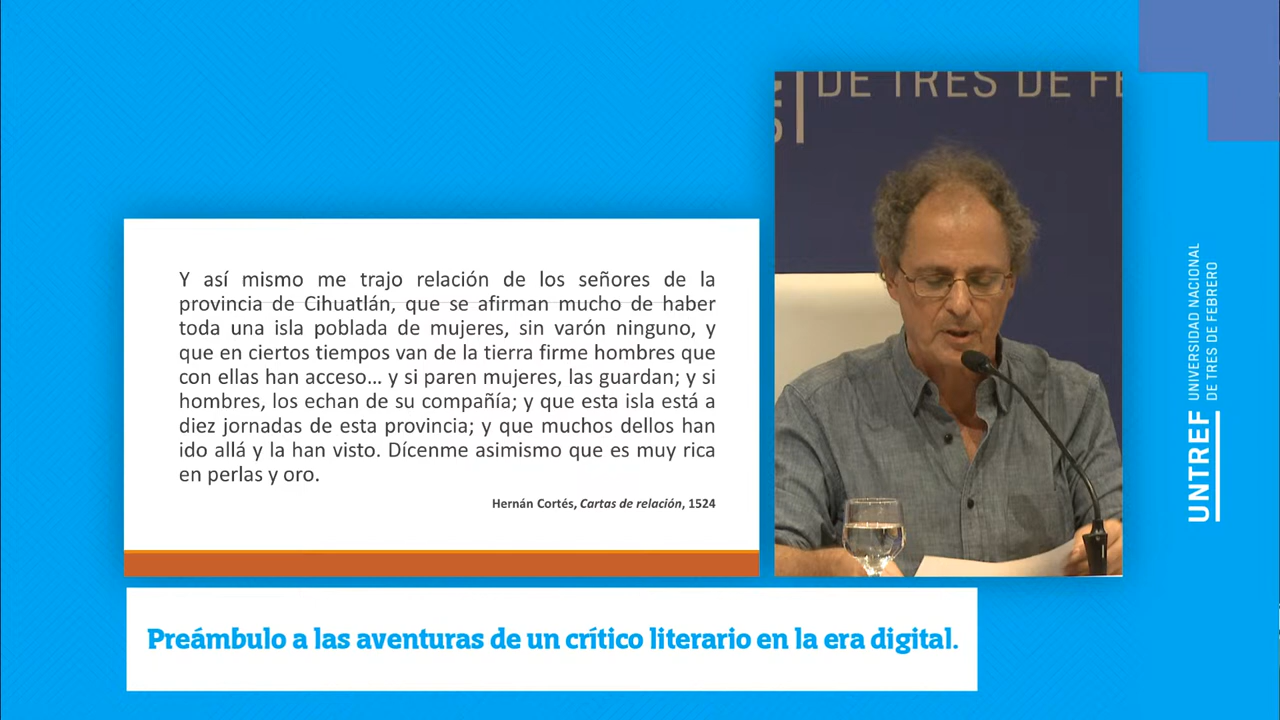 DE TRES DE FE
Y así mismo me trajo relación de los señores de la
provincia de Cihuatlán, que se afirman mucho de haber
toda una isla poblada de mujeres, sin varón ninguno, y
que en ciertos tiempos van de la tierra firme hombres que
con ellas han acceso… y si paren mujeres, las guardan; y si
hombres, los echan de su compañía; y que esta isla está a
diez jornadas de esta provincia; y que muchos dellos han
ido allá y la han visto. Dícenme asimismo que es muy rica
en perlas y oro.
Hernán Cortés, Cartas de relación, 1524
Preámbulo a las aventuras de un crítico literario en la era digital.
UNTREF
UNIVERSIDAD NACIONAL
DE TRES DE FEBRERO